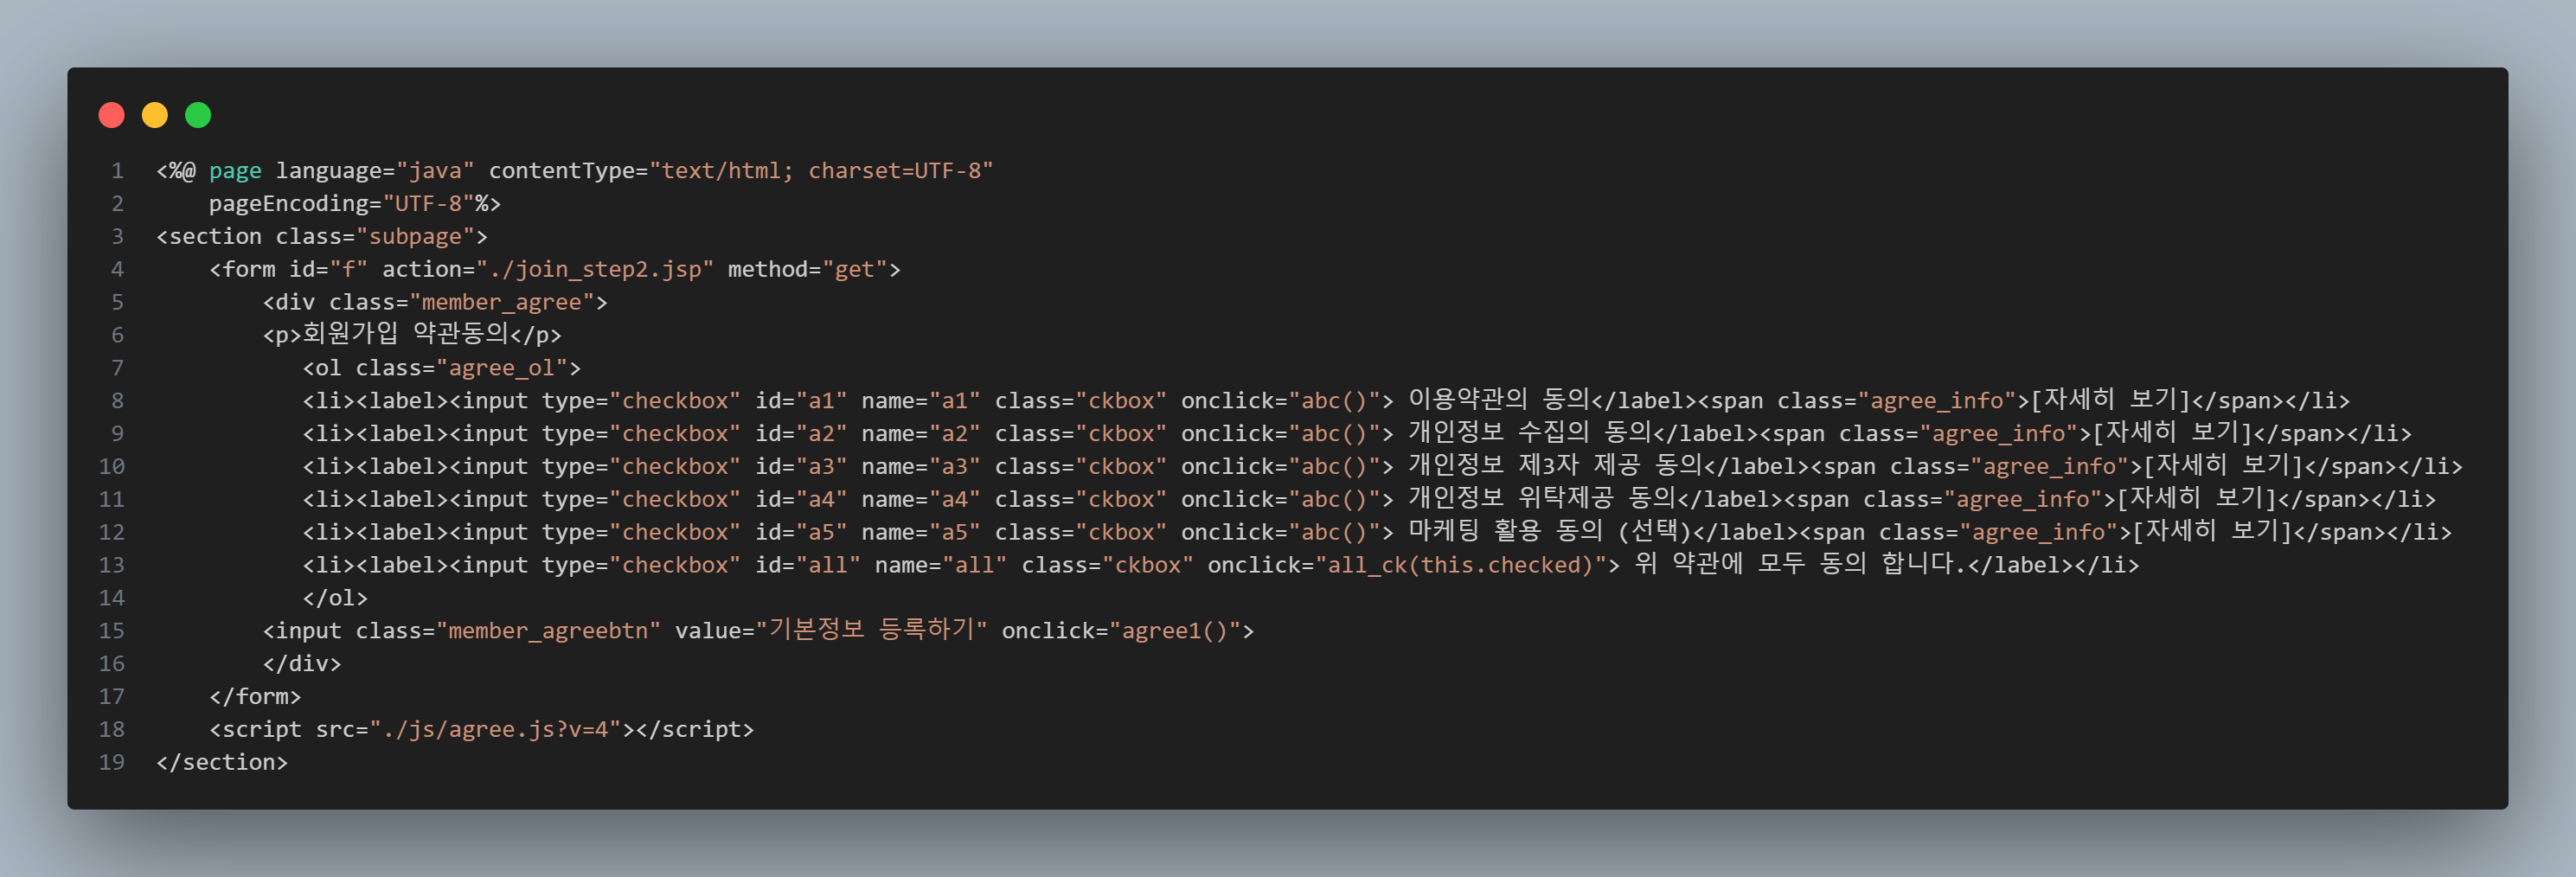 1 <%@ page language="java" contentType="text/html; charset=UTF-8"
2 pageEncoding="UTF-8"%>
3 <section class="subpage">
4 <form id="f" action="./join_step2.jsp" method="get">
5 <div class="member_agree">
6 <p>회원가입 약관동의</p>
7 <ol class="agree_ol">
8 <li><label><input type="checkbox" id="a1" name="a1" class="ckbox" onclick="abc()"> 이용약관의 동의</label><span class="agree_info">[자세히 보기]</span></li>
9 <li><label><input type="checkbox" id="a2" name="a2" class="ckbox" onclick="abc()"> 개인정보 수집의 동의</label><span class="agree_info">[자세히 보기]</span></li>
10 <li><label><input type="checkbox" id="a3" name="a3" class="ckbox" onclick="abc()"> 개인정보 제3자 제공 동의</label><span class="agree_info">[자세히 보기]</span></li>
11 <li><label><input type="checkbox" id="a4" name="a4" class="ckbox" onclick="abc()"> 개인정보 위탁제공 동의</label><span class="agree_info">[자세히 보기]</span></li>
12 <li><label><input type="checkbox" id="a5" name="a5" class="ckbox" onclick="abc()"> 마케팅 활용 동의 (선택)</label><span class="agree_info">[자세히 보기]</span></li>
13 <li><label><input type="checkbox" id="all" name="all" class="ckbox" onclick="all_ck(this.checked)"> 위 약관에 모두 동의 합니다.</label></li>
14 </ol>
15 <input class="member_agreebtn" value="기본정보 등록하기" onclick="agree1()">
16 </div>
17 </form>
18 <script src="./js/agree.js?v=4"></script>
19 </section>